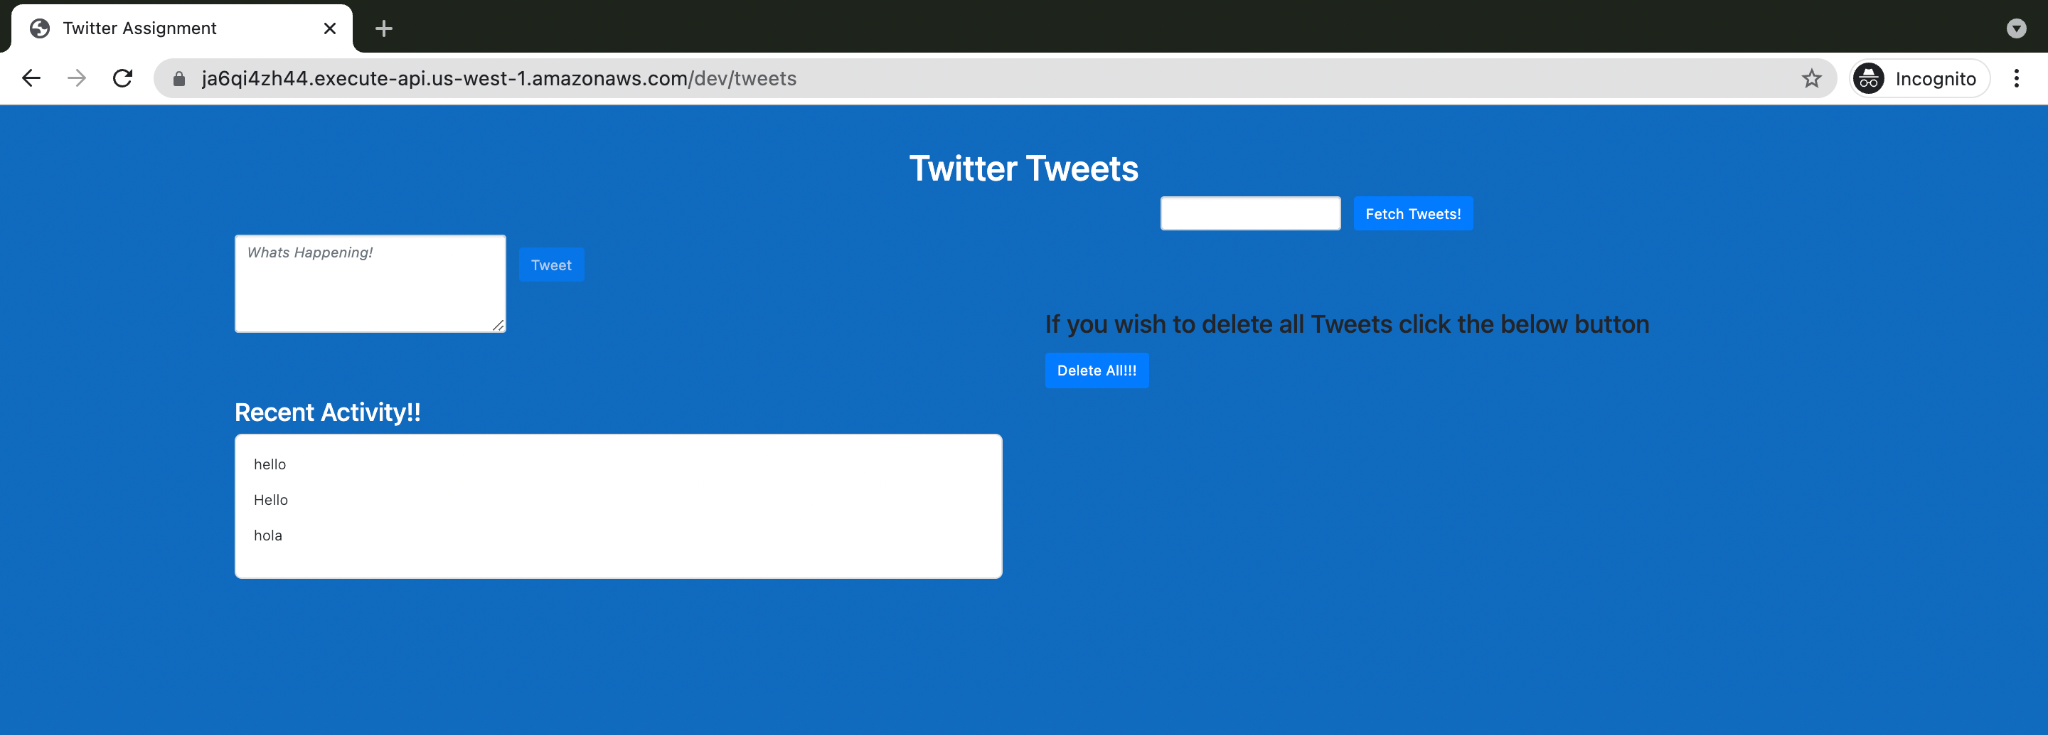 Twitter Assignment
ja6qi4zh44.execute-api.us-west-1.amazonaws.com/dev/tweets
Incognito
Twitter Tweets
Fetch Tweets!
Whats Happening!
Tweet
If you wish to delete all Tweets click the below button
Delete All!!!
Recent Activity!!
hello
Hello
hola